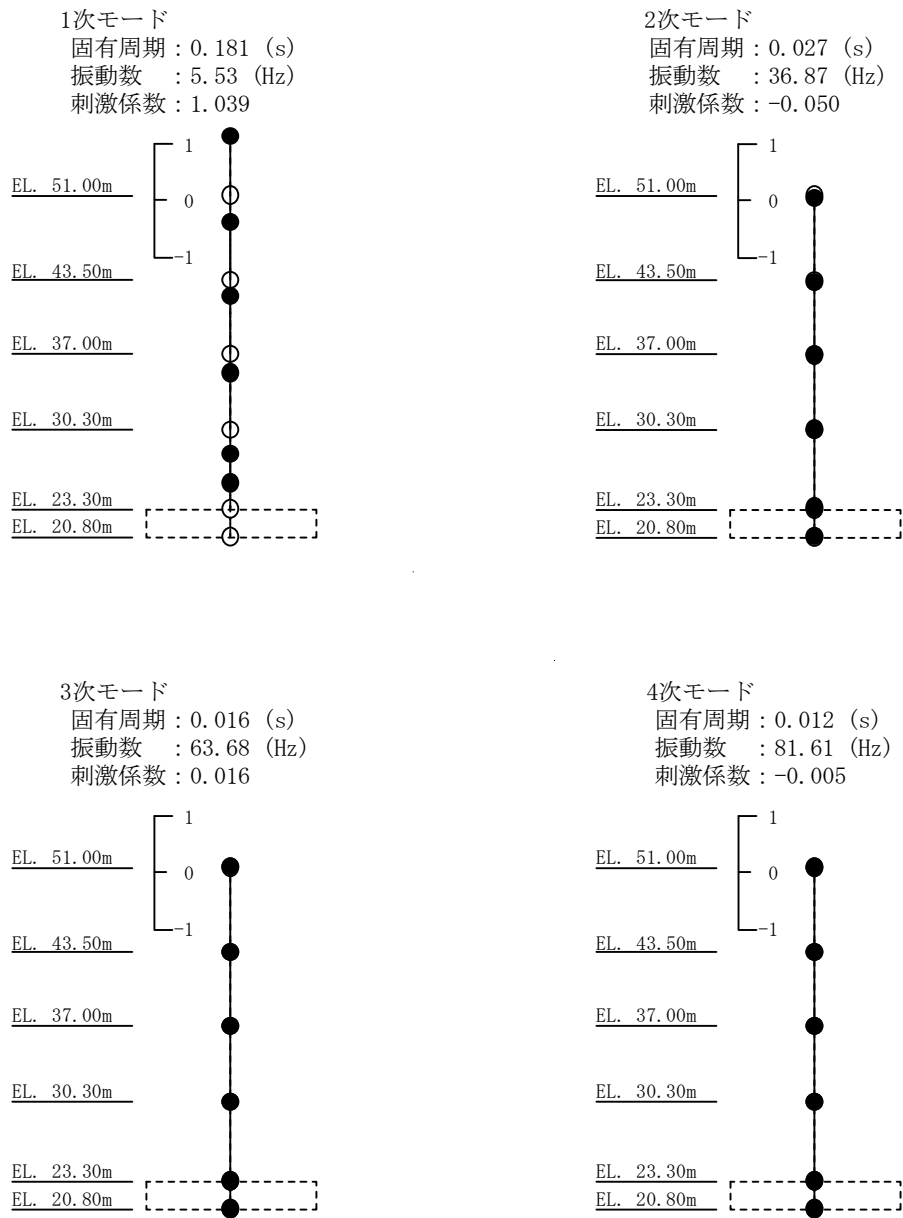 1次モード
固有周期：0.181 (s)
振動数　：5.53 (Hz)
刺激係数：1.039
1
EL. 51.00m
0
-1
EL. 43.50m
EL. 37.00m
EL. 30.30m
EL. 23.30m
EL. 20.80m
2次モード
固有周期：0.027 (s)
振動数　：36.87 (Hz)
刺激係数：-0.050
1
EL. 51.00m
0
-1
EL. 43.50m
EL. 37.00m
EL. 30.30m
EL. 23.30m
EL. 20.80m
3次モード
固有周期：0.016 (s)
振動数　：63.68 (Hz)
刺激係数：0.016
1
EL. 51.00m
0
-1
EL. 43.50m
EL. 37.00m
EL. 30.30m
EL. 23.30m
EL. 20.80m
4次モード
固有周期：0.012 (s)
振動数　：81.61 (Hz)
刺激係数：-0.005
1
EL. 51.00m
0
-1
EL. 43.50m
EL. 37.00m
EL. 30.30m
EL. 23.30m
EL. 20.80m